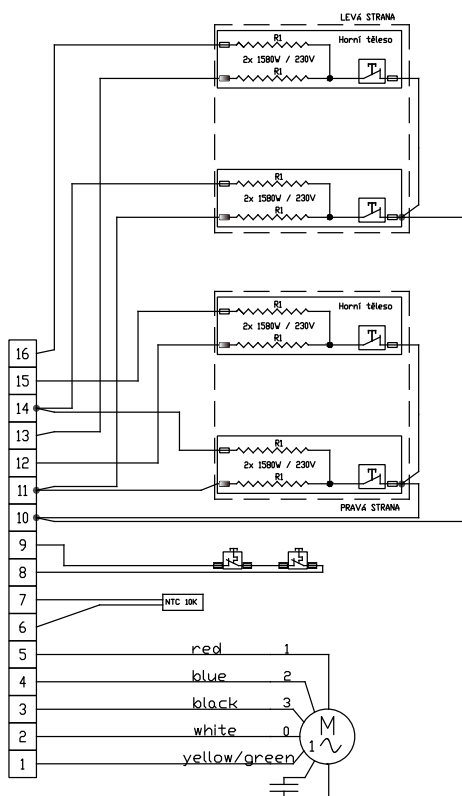 LEVá STRANA
R1
Horní těleso
2x 1580W / 230V
R1
R1
2x 1580W / 230V
R1
R1
Horní těleso
2x 1580W / 230V
R1
R1
2x 1580W / 230V
R1
PRAVá STRANA
16
15
14
13
12
11
10
9
8
7
NTC 10K
6
5 red 1
4 blue 2
3 black 3
2 white 0
1 yellow/green
M
1